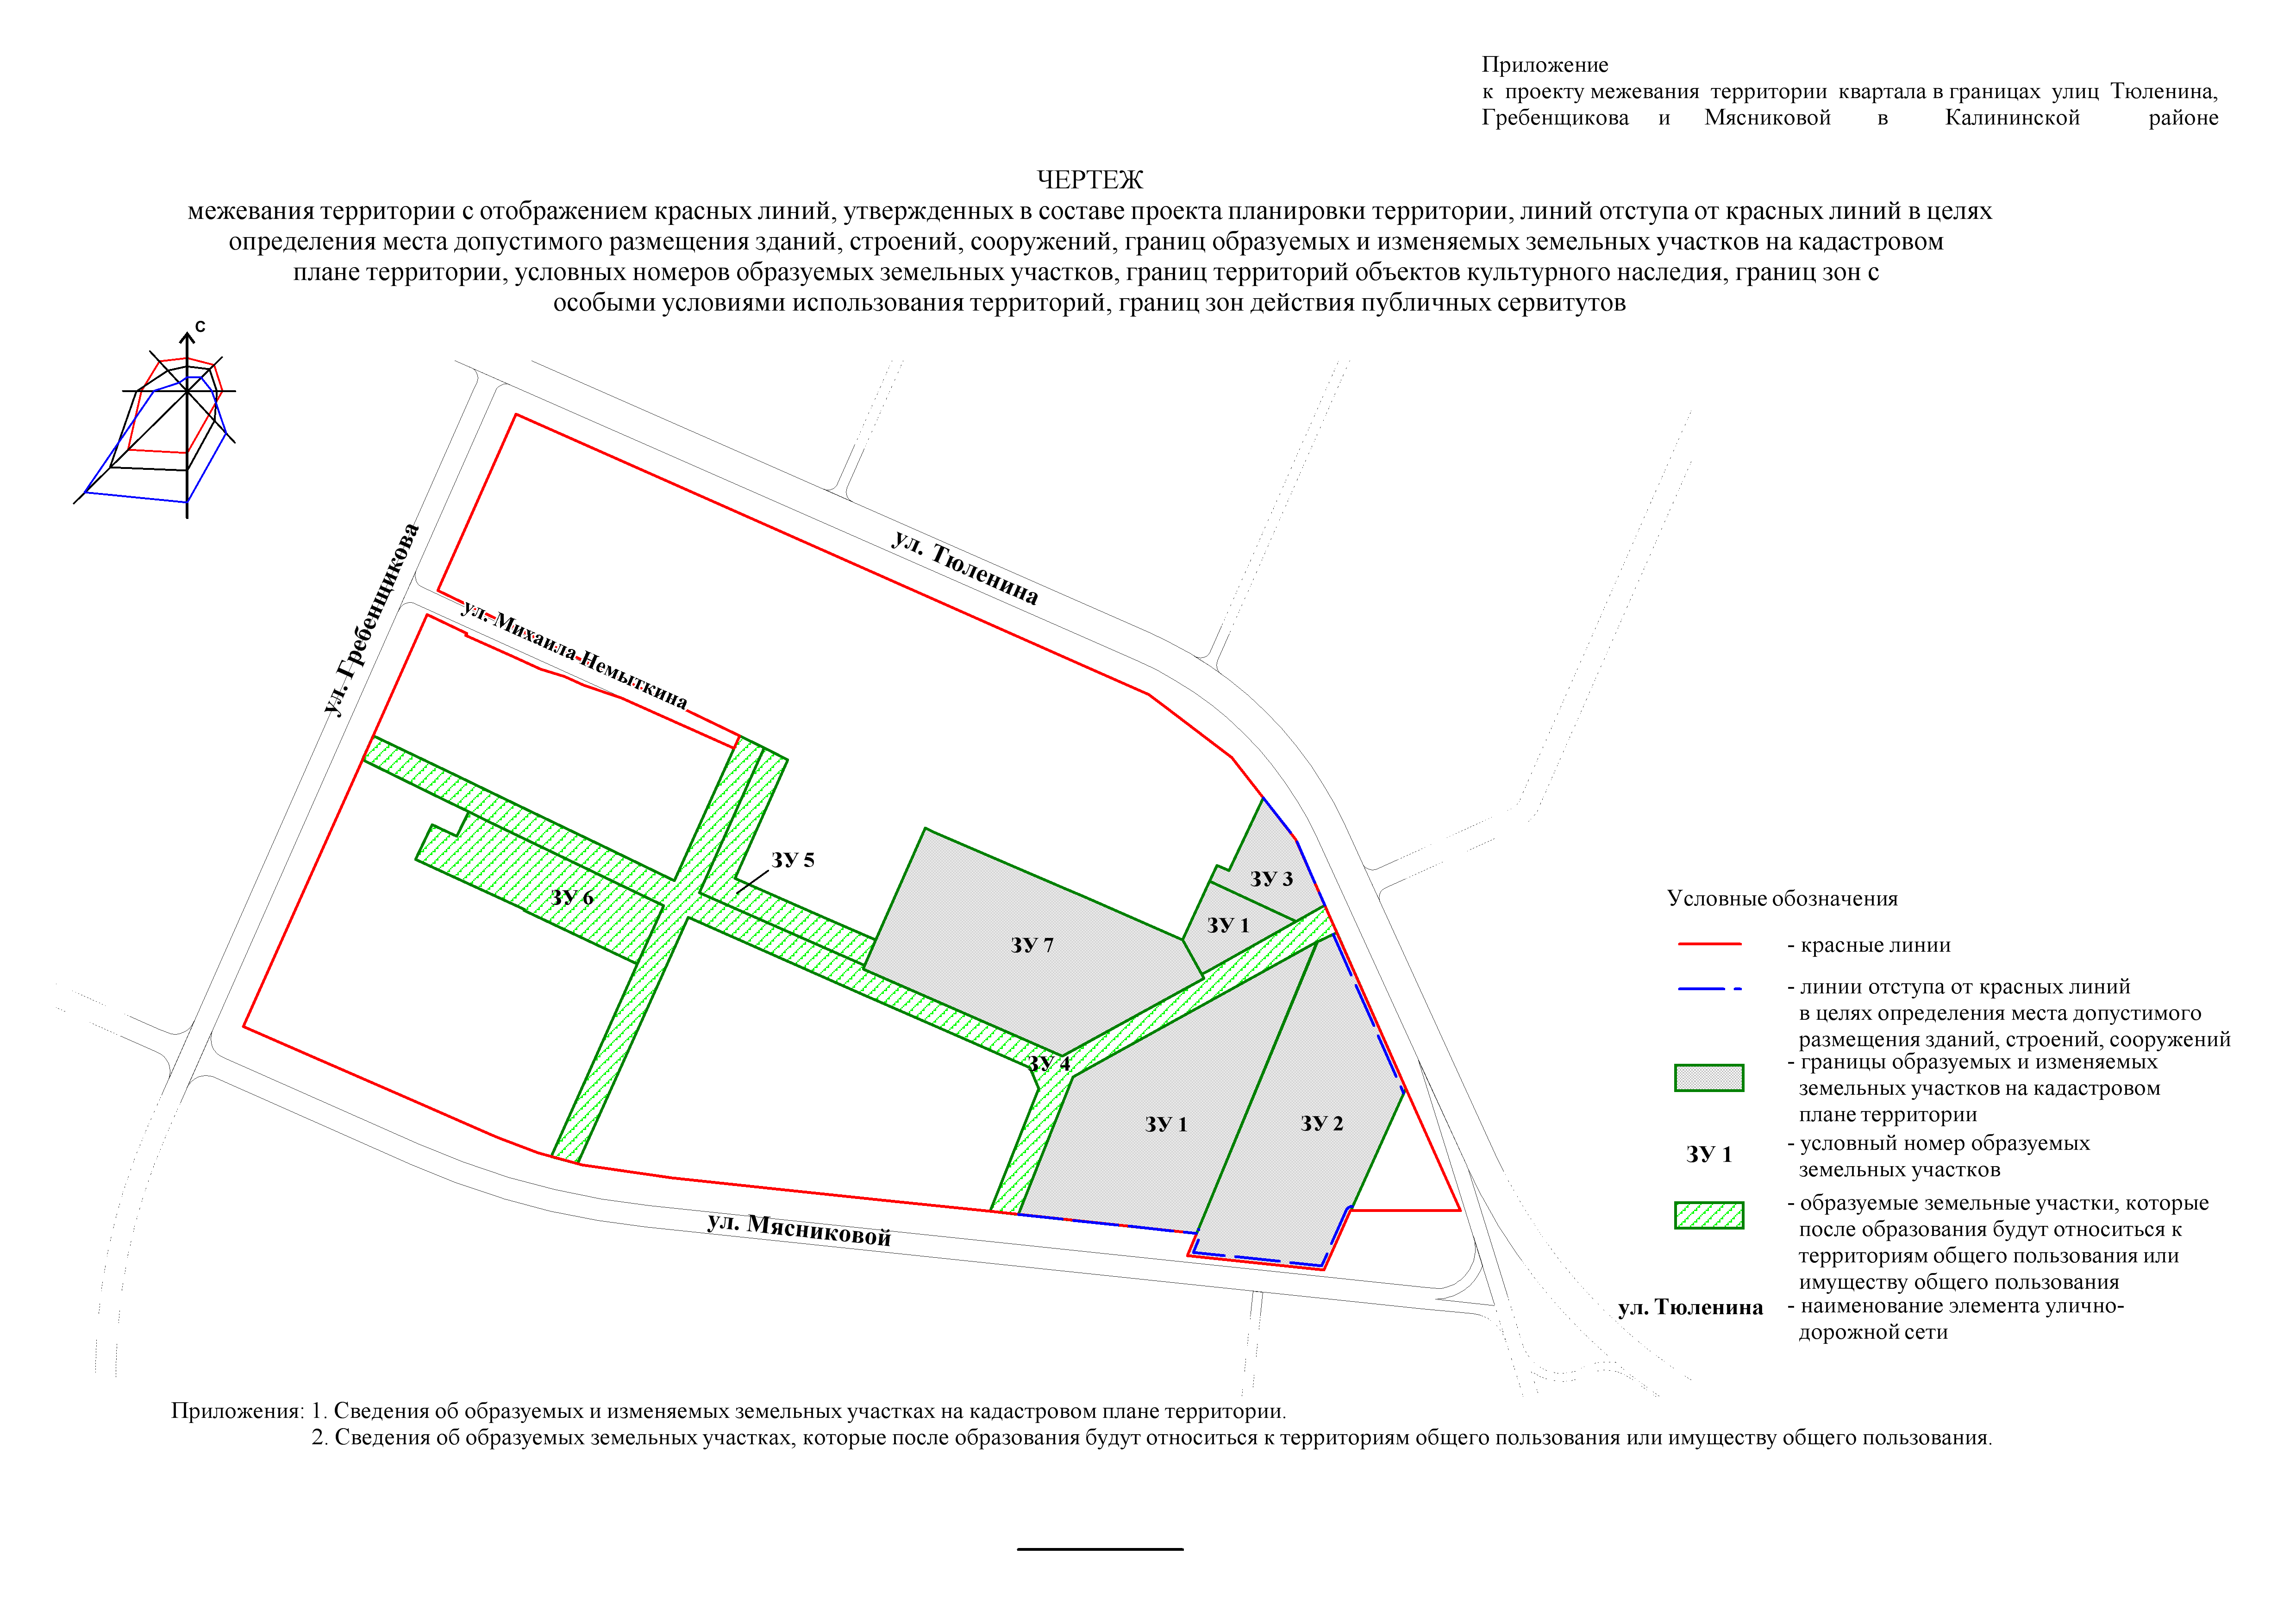 Приложение
к проекту межевания территории квартала в границах улиц Тюленина,
Гребенщикова и Мясниковой в Калининской районе
ЧЕРТЕЖ
межевания территории с отображением красных линий, утвержденных в составе проекта планировки территории, линий отступа от красных линий в целях
определения места допустимого размещения зданий, строений, сооружений, границ образуемых и изменяемых земельных участков на кадастровом
плане территории, условных номеров образуемых земельных участков, границ территорий объектов культурного наследия, границ зон с
особыми условиями использования территорий, границ зон действия публичных сервитутов
С
ул. Тюленина
ул. Гребенщикова
ул. Михаила Немыткина
ЗУ 5
ЗУ 3
ЗУ 6
ЗУ 1
ЗУ 7
ЗУ 4
ЗУ 1
ЗУ 2
ул. Мясниковой
Условные обозначения
- красные линии
- линии отступа от красных линий
в целях определения места допустимого
размещения зданий, строений, сооружений
- границы образуемых и изменяемых
земельных участков на кадастровом
плане территории
ЗУ 1
- условный номер образуемых
земельных участков
- образуемые земельные участки, которые
после образования будут относиться к
территориям общего пользования или
имуществу общего пользования
ул. Тюленина
- наименование элемента улично-
дорожной сети
Приложения: 1. Сведения об образуемых и изменяемых земельных участках на кадастровом плане территории.
2. Сведения об образуемых земельных участках, которые после образования будут относиться к территориям общего пользования или имуществу общего пользования.